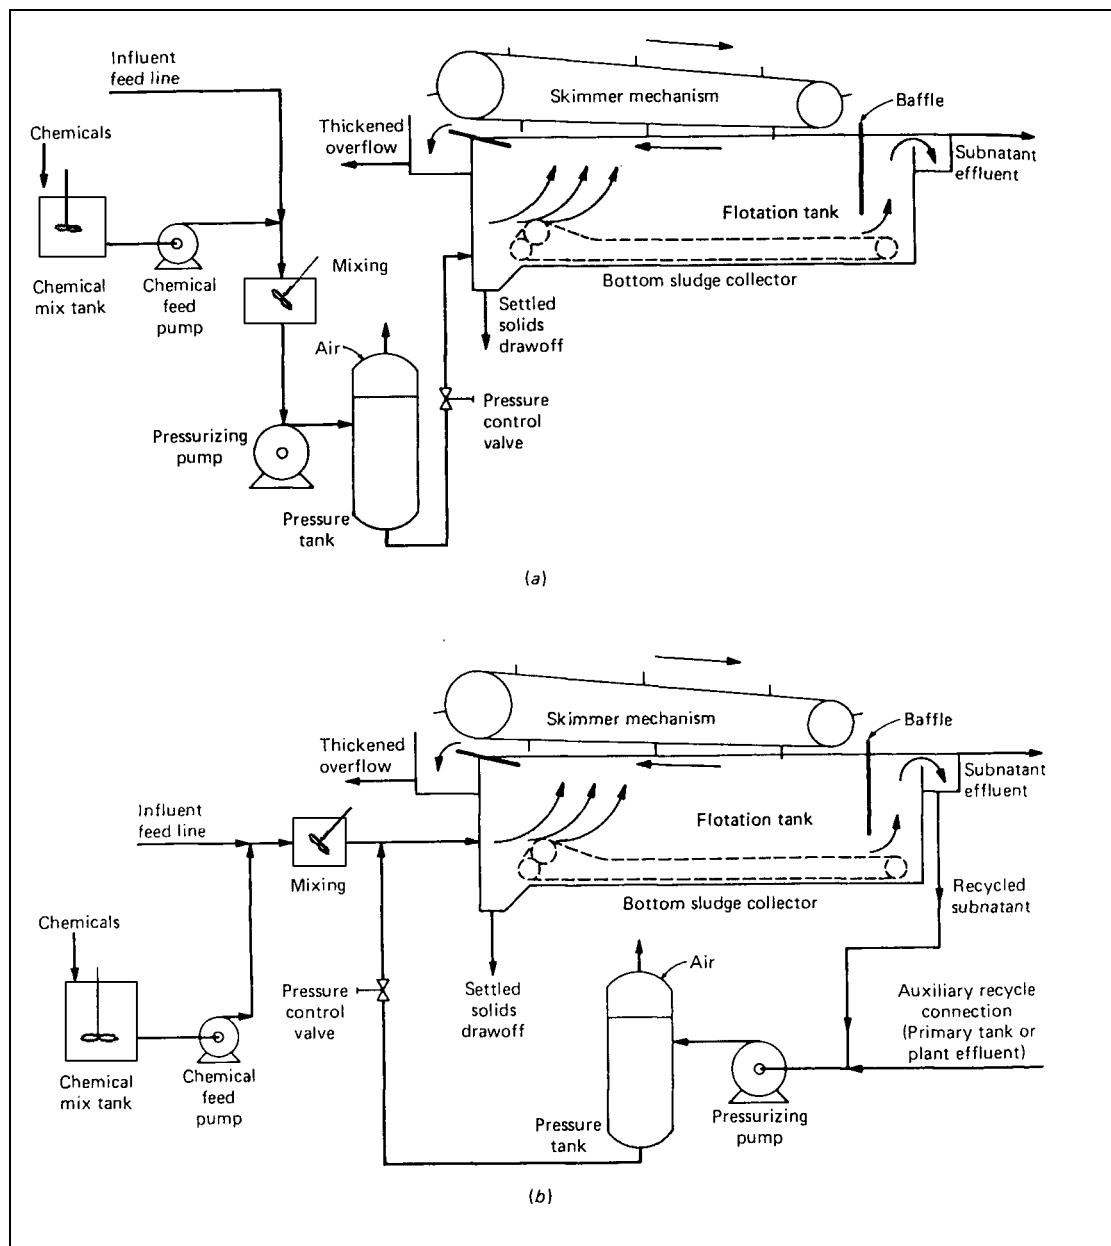 Influent
feed line
Chemicals
Chemical
mix tank
Chemical
feed
pump
Mixing
Pressurizing
pump
Air
Pressure
tank
Pressure
control
valve
Thickened
overflow
Skimmer mechanism
Baffle
Subnatant
effluent
Flotation tank
Bottom sludge collector
Settled
solids
drawoff
(a)
Skimmer mechanism
Baffle
Thickened
overflow
Subnatant
effluent
Influent
feed line
Mixing
Flotation tank
Bottom sludge collector
Recycled
subnatant
Chemicals
Chemical
mix tank
Chemical
feed
pump
Pressure
control
valve
Settled
solids
drawoff
Air
Pressure
tank
Pressurizing
pump
Auxiliary recycle
connection
(Primary tank or
plant effluent)
(b)